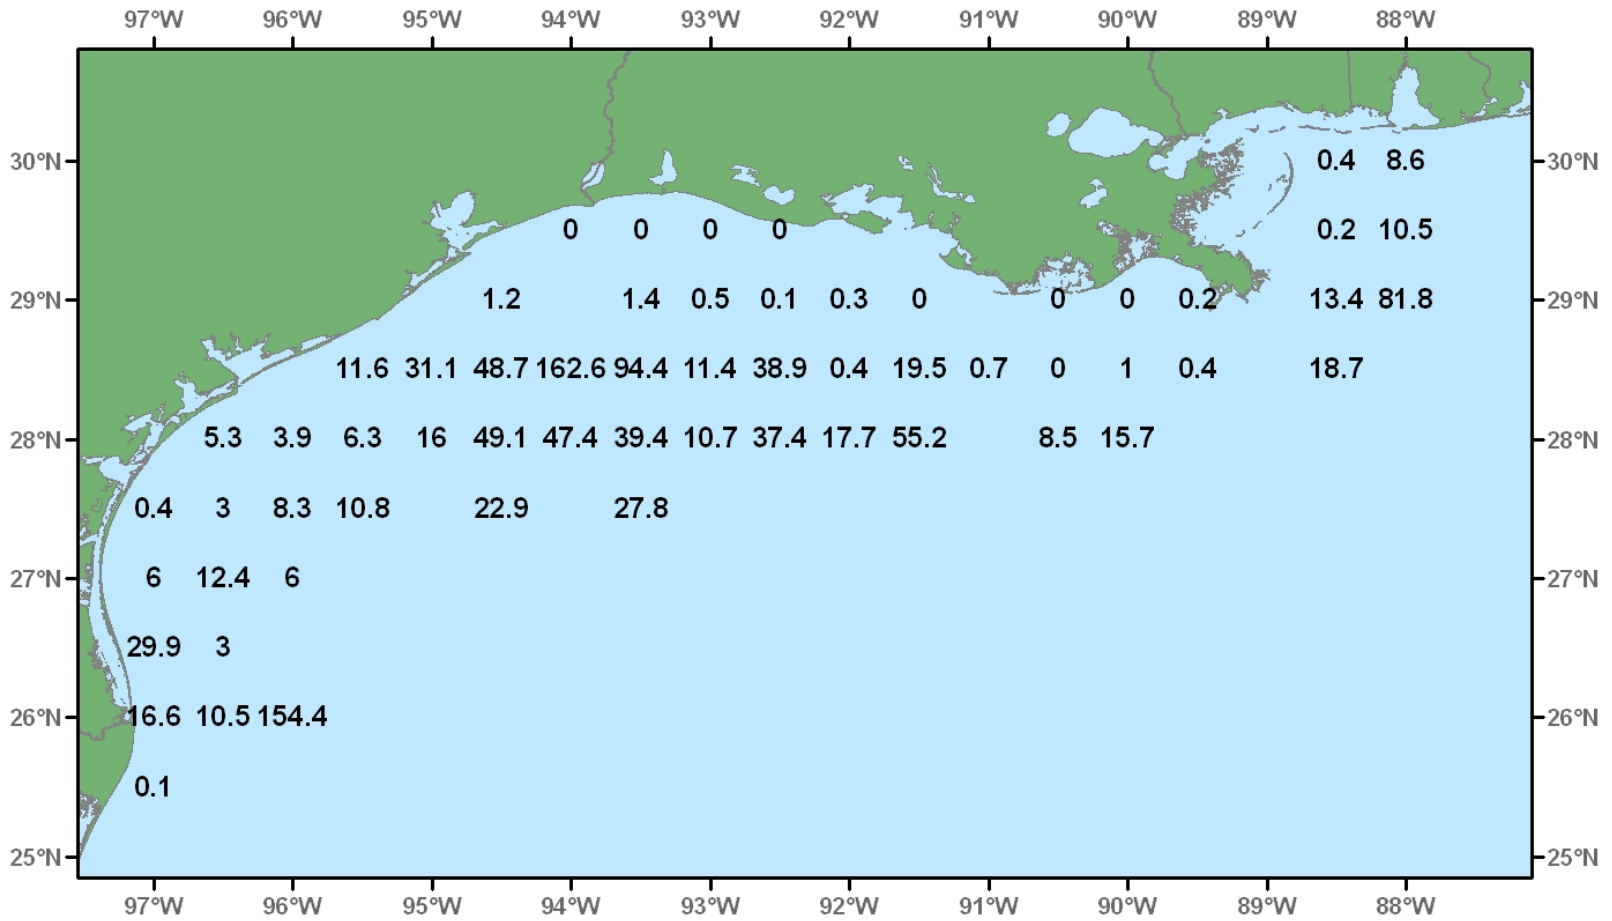 97°W 96°W 95°W 94°W 93°W 92°W 91°W 90°W 89°W 88°W
30°N 0.4 8.6 30°N
0 0 0 0 0.2 10.5
29°N 1.2 1.4 0.5 0.1 0.3 0 0 0 0.2 13.4 81.8 29°N
11.6 31.1 48.7 162.6 94.4 11.4 38.9 0.4 19.5 0.7 0 1 0.4 18.7
28°N 5.3 3.9 6.3 16 49.1 47.4 39.4 10.7 37.4 17.7 55.2 8.5 15.7 28°N
0.4 3 8.3 10.8 22.9 27.8
27°N 6 12.4 6 27°N
29.9 3
26°N 16.6 10.5 154.4 26°N
0.1
25°N 25°N
97°W 96°W 95°W 94°W 93°W 92°W 91°W 90°W 89°W 88°W